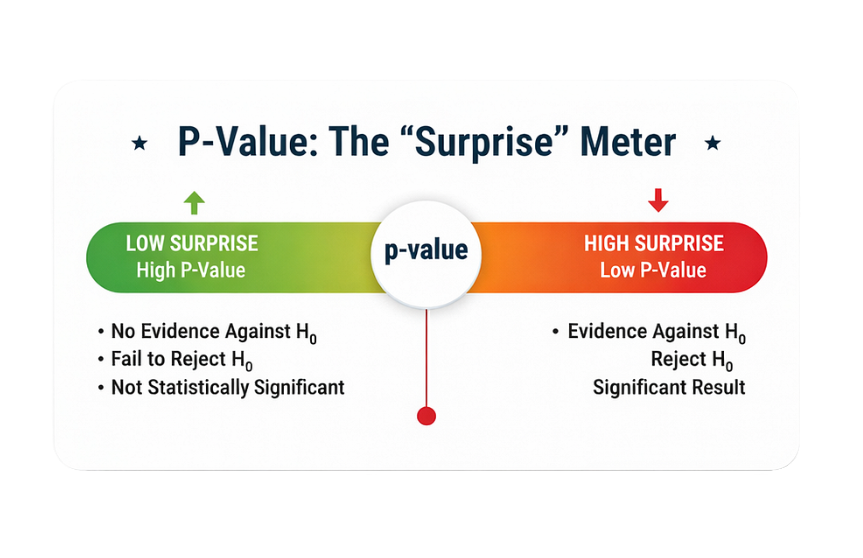 P-Value: The “Surprise” Meter
LOW SURPRISE
High P-Value
p-value
HIGH SURPRISE
Low P-Value
• No Evidence Against H₀
• Fail to Reject H₀
• Not Statistically Significant
• Evidence Against H₀
Reject H₀
Significant Result